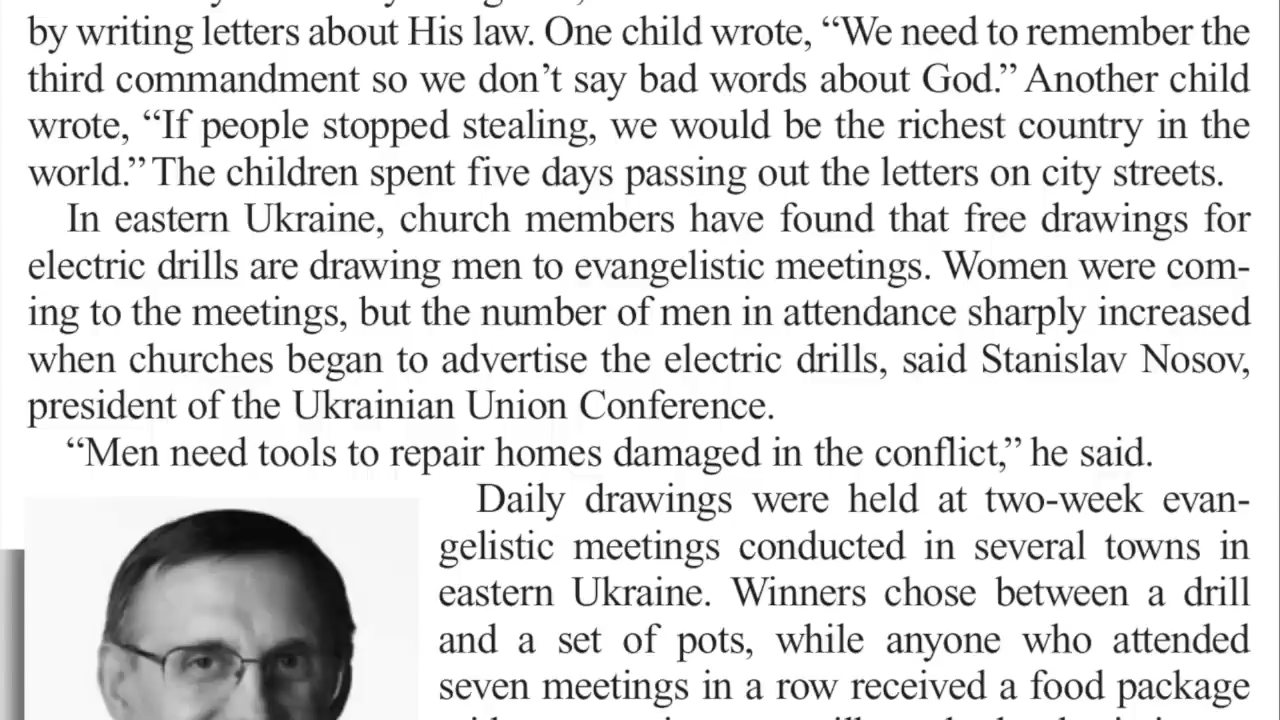 by writing letters about His law. One child wrote, “We need to remember the
third commandment so we don’t say bad words about God.” Another child
wrote, “If people stopped stealing, we would be the richest country in the
world.” The children spent five days passing out the letters on city streets.
In eastern Ukraine, church members have found that free drawings for
electric drills are drawing men to evangelistic meetings. Women were com-
ing to the meetings, but the number of men in attendance sharply increased
when churches began to advertise the electric drills, said Stanislav Nosov,
president of the Ukrainian Union Conference.
“Men need tools to repair homes damaged in the conflict,” he said.
Daily drawings were held at two-week evan-
gelistic meetings conducted in several towns in
eastern Ukraine. Winners chose between a drill
and a set of pots, while anyone who attended
seven meetings in a row received a food package